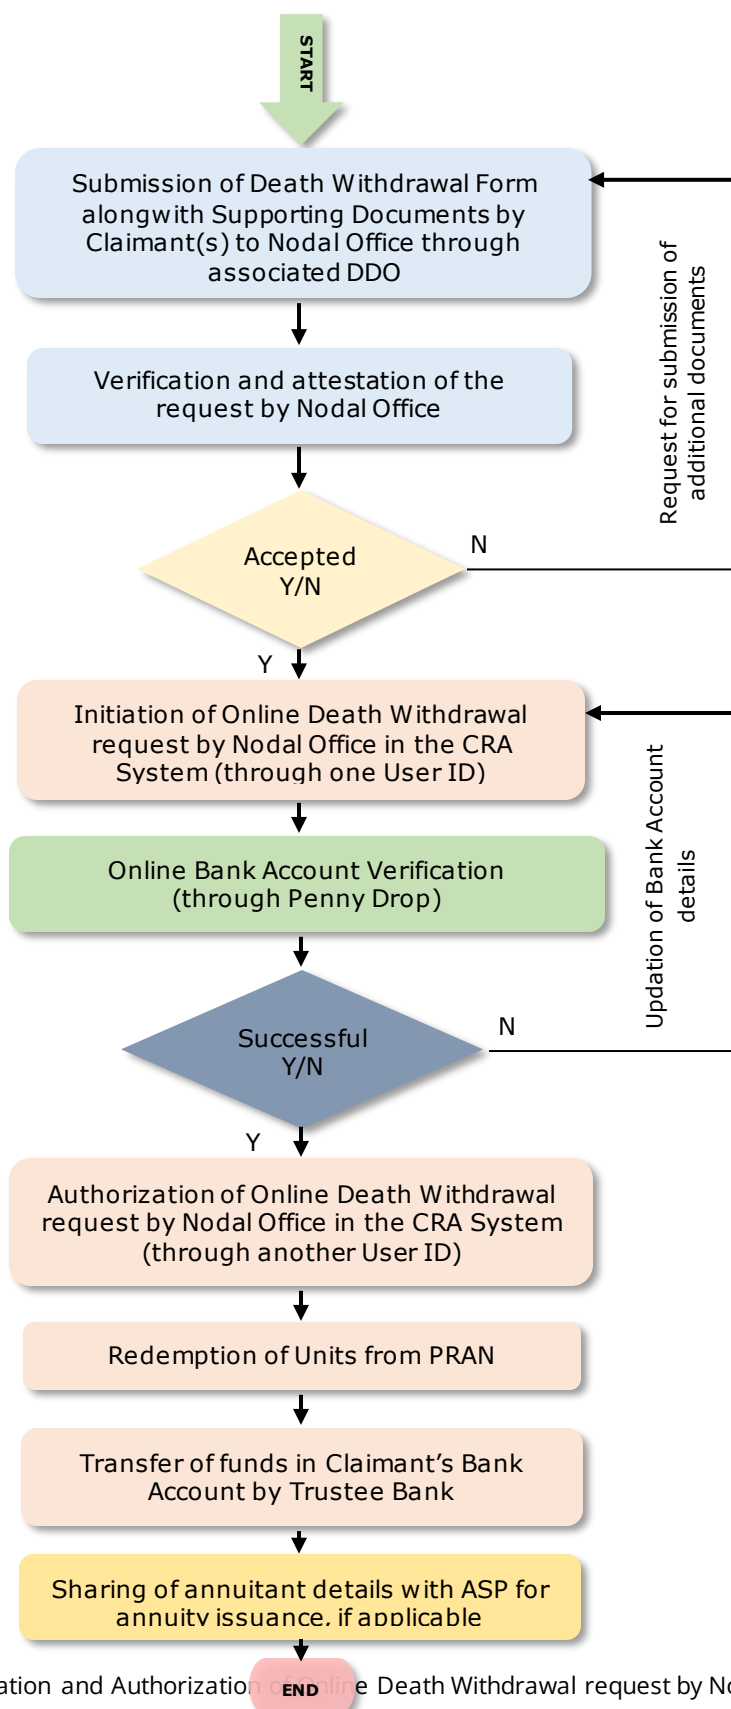 START
Submission of Death Withdrawal Form
alongwith Supporting Documents by
Claimant(s) to Nodal Office through
associated DDO
Request for submission of
additional documents
Verification and attestation of the
request by Nodal Office
Accepted
Y/N
N
Y
Initiation of Online Death Withdrawal
request by Nodal Office in the CRA
System (through one User ID)
Updation of Bank Account
details
Online Bank Account Verification
(through Penny Drop)
Successful
Y/N
N
Y
Authorization of Online Death Withdrawal
request by Nodal Office in the CRA System
(through another User ID)
Redemption of Units from PRAN
Transfer of funds in Claimant's Bank
Account by Trustee Bank
Sharing of annuitant details with ASP for
annuity issuance, if applicable
END
and Authorization of Online Death Withdrawal request by